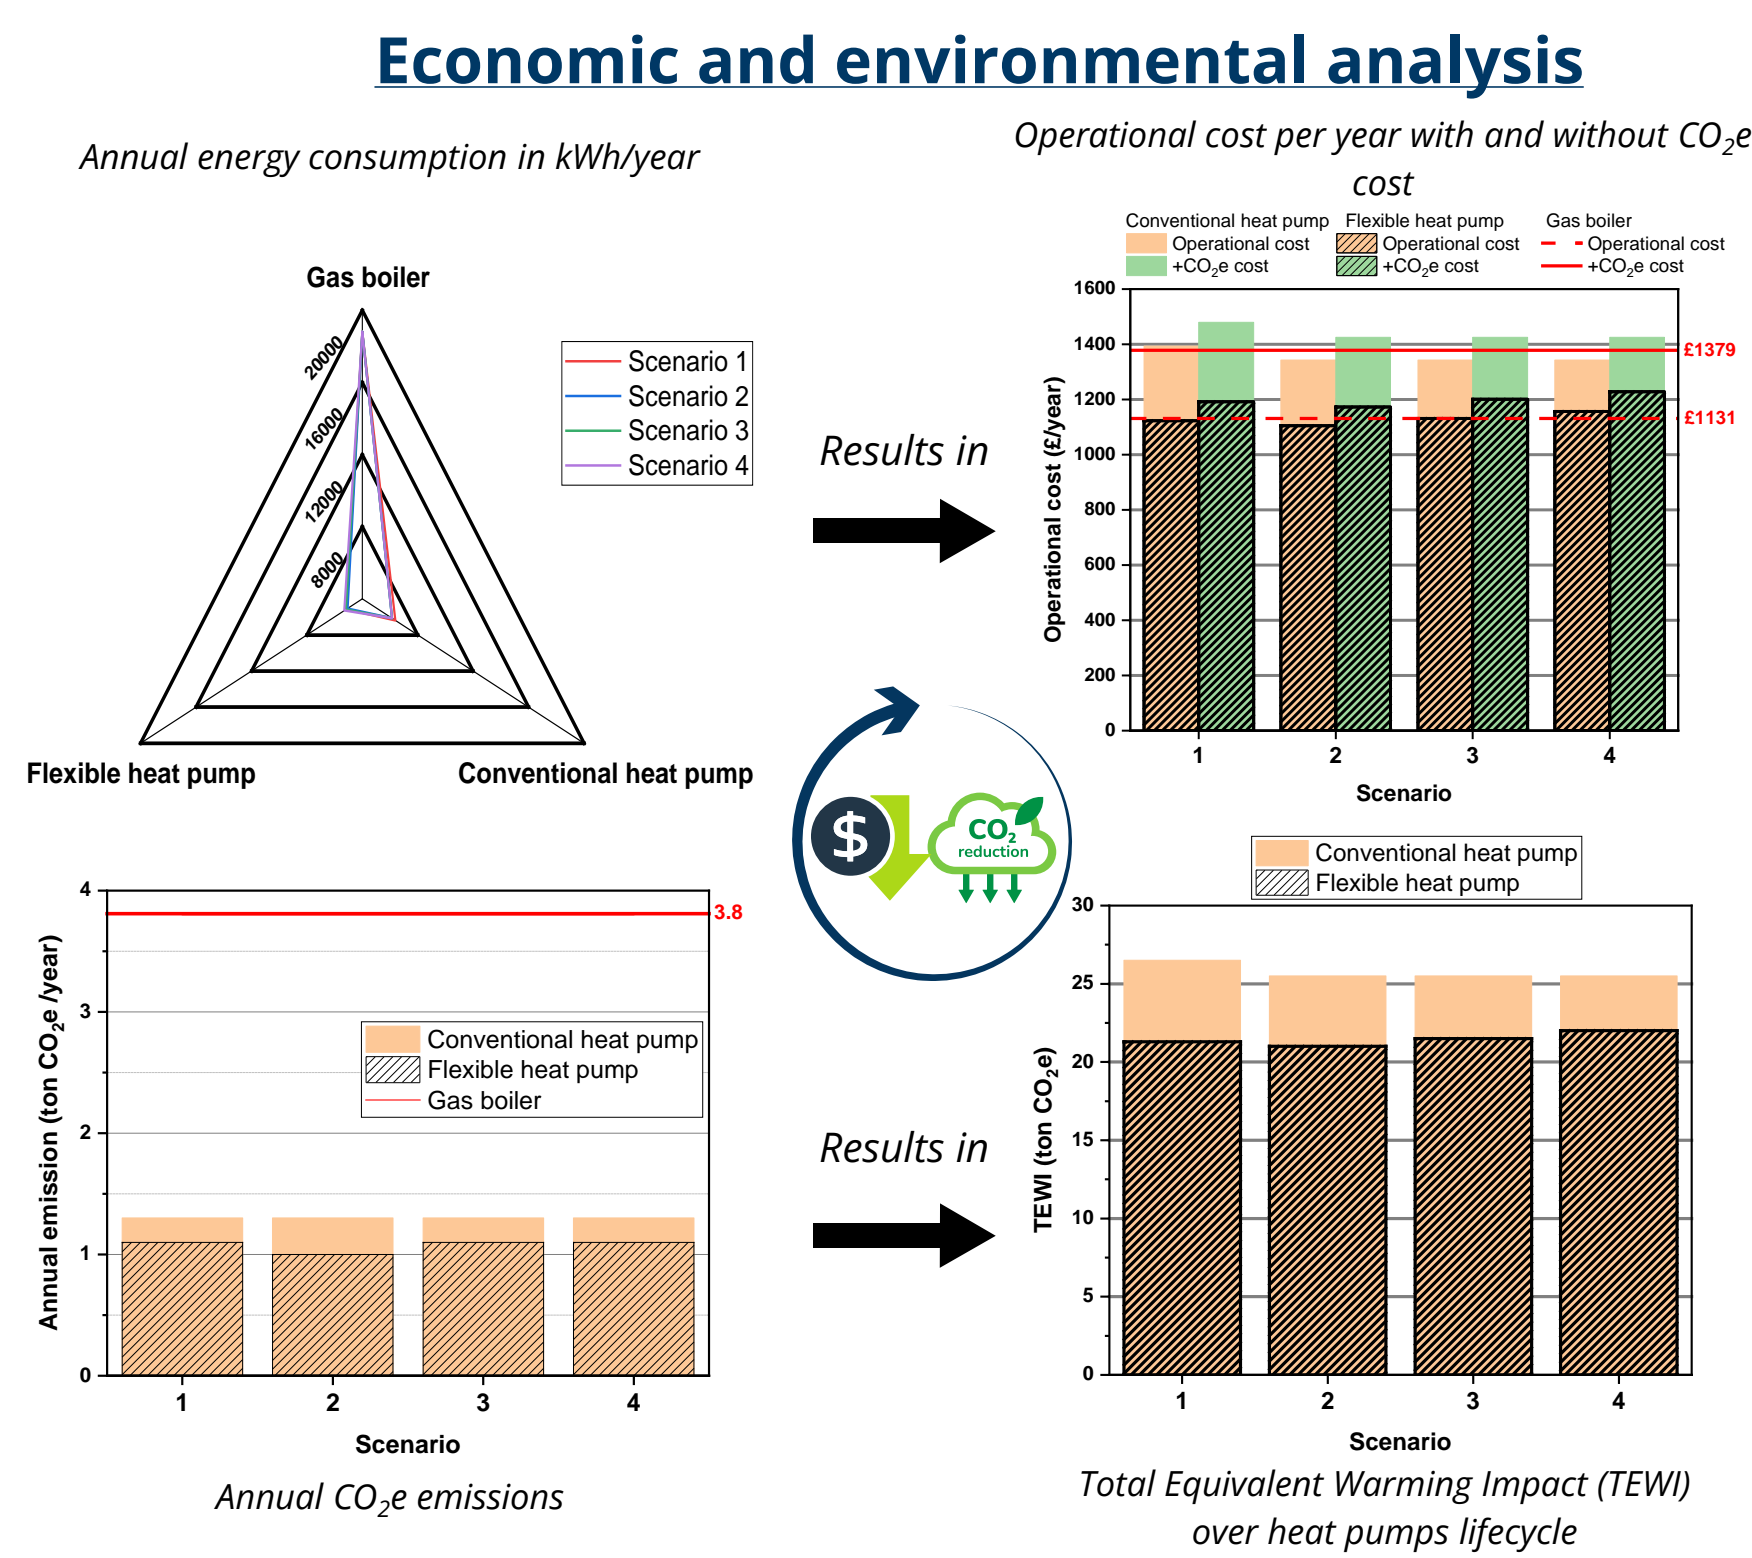 Economic and environmental analysis
Annual energy consumption in kWh/year
Gas boiler
20000
16000
12000
8000
Flexible heat pump
Conventional heat pump
Scenario 1
Scenario 2
Scenario 3
Scenario 4
Results in
Operational cost per year with and without CO₂e
cost
Conventional heat pump Flexible heat pump Gas boiler
Operational cost Operational cost Operational cost
+CO₂e cost +CO₂e cost +CO₂e cost
Operational cost (£/year)
1600
1400
1200
1000
800
600
400
200
0
£1379
£1131
1 2 3 4
Scenario
$
CO₂
reduction
Annual emission (ton CO₂e /year)
4
3
2
1
0
3.8
Conventional heat pump
Flexible heat pump
Gas boiler
1 2 3 4
Scenario
Annual CO₂e emissions
Results in
Conventional heat pump
Flexible heat pump
TEWI (ton CO₂e)
30
25
20
15
10
5
0
1 2 3 4
Scenario
Total Equivalent Warming Impact (TEWI)
over heat pumps lifecycle